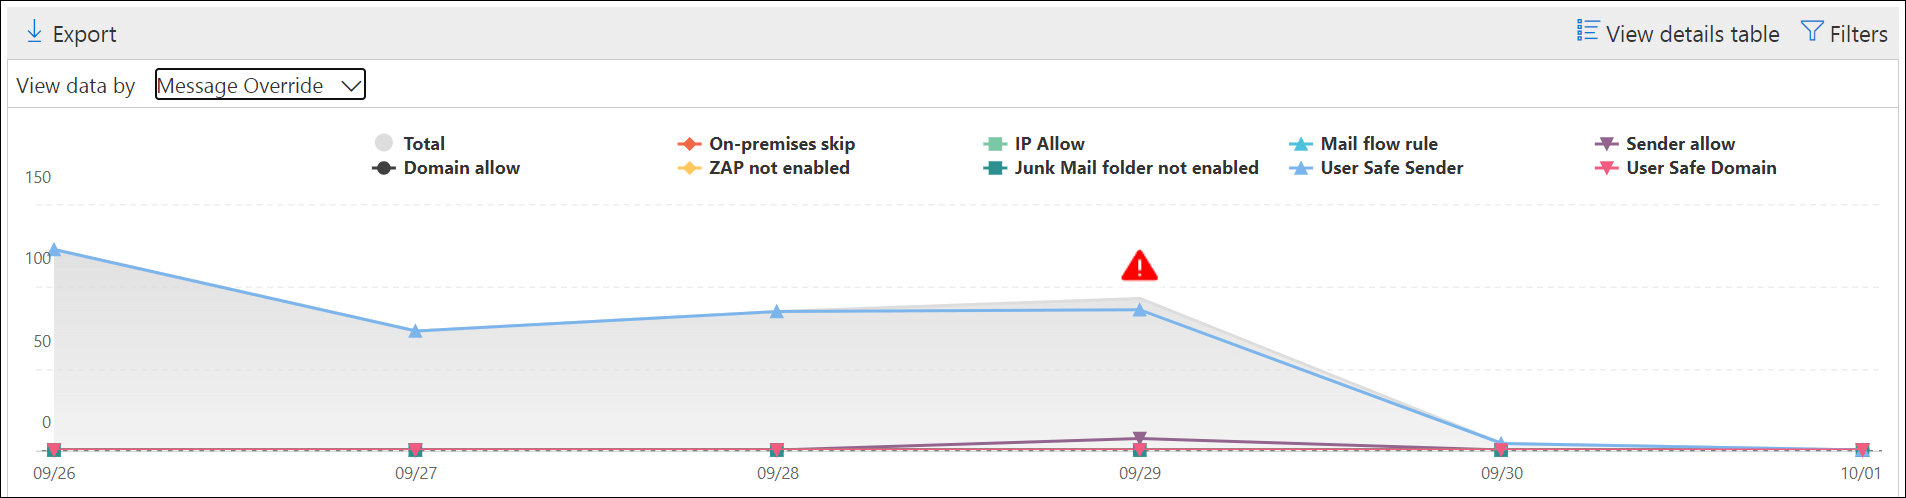 Export View details table Filters
View data by Message Override
Total On-premises skip IP Allow Mail flow rule Sender allow
Domain allow ZAP not enabled Junk Mail folder not enabled User Safe Sender User Safe Domain
150
100
50
0
09/26 09/27 09/28 09/29 09/30 10/01